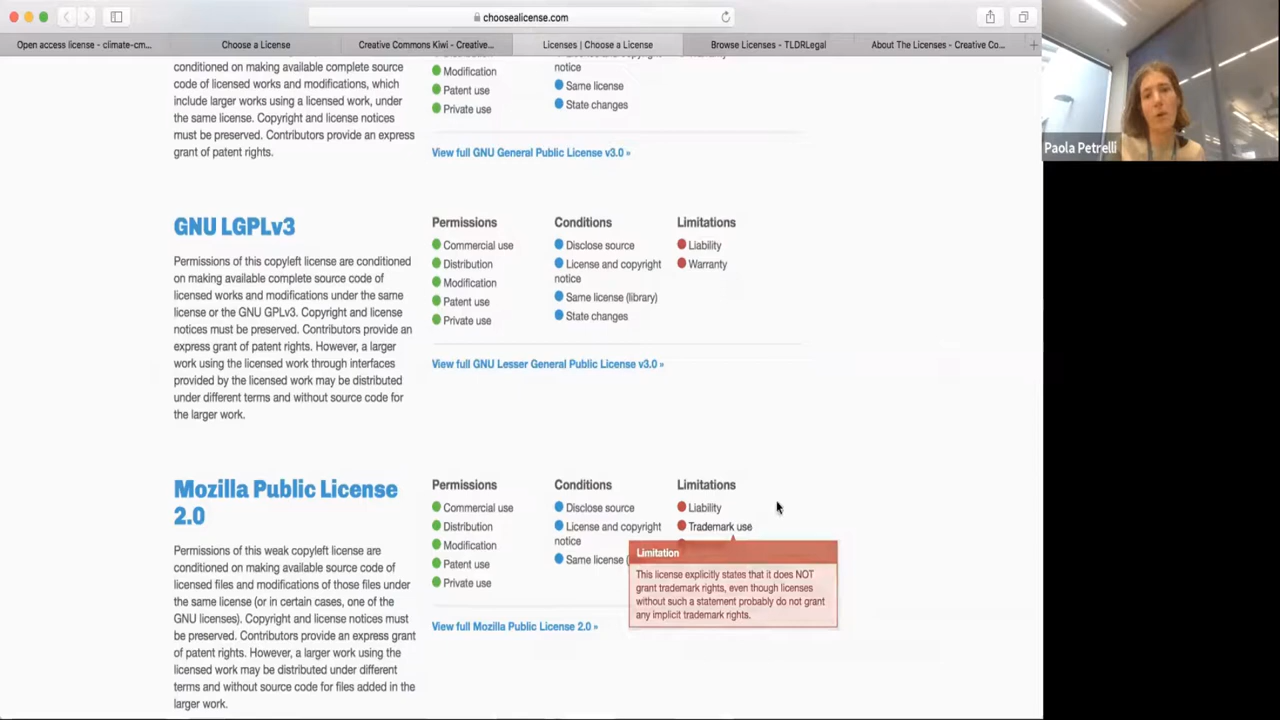 choosealicense.com
Open access license - climate-cm...
Choose a License
Creative Commons Kiwi - Creative...
Licenses | Choose a License
Browse Licenses - TLDRLegal
About The Licenses - Creative Co...
conditioned on making available complete source
code of licensed works and modifications, which
include larger works using a licensed work, under
the same license. Copyright and license notices
must be preserved. Contributors provide an express
grant of patent rights.
Modification
Patent use
Private use
notice
Same license
State changes
View full GNU General Public License v3.0 »
Paola Petrelli
GNU LGPLv3
Permissions of this copyleft license are conditioned
on making available complete source code of
licensed works and modifications under the same
license or the GNU GPLv3. Copyright and license
notices must be preserved. Contributors provide an
express grant of patent rights. However, a larger
work using the licensed work through interfaces
provided by the licensed work may be distributed
under different terms and without source code for
the larger work.
Permissions
Commercial use
Distribution
Modification
Patent use
Private use
Conditions
Disclose source
License and copyright
notice
Same license (library)
State changes
Limitations
Liability
Warranty
View full GNU Lesser General Public License v3.0 »
Mozilla Public License
2.0
Permissions of this weak copyleft license are
conditioned on making available source code of
licensed files and modifications of those files under
the same license (or in certain cases, one of the
GNU licenses). Copyright and license notices must
be preserved. Contributors provide an express grant
of patent rights. However, a larger work using the
licensed work may be distributed under different
terms and without source code for files added in the
larger work.
Permissions
Commercial use
Distribution
Modification
Patent use
Private use
Conditions
Disclose source
License and copyright
notice
Same license (
Limitations
Liability
Trademark use
Limitation
This license explicitly states that it does NOT
grant trademark rights, even though licenses
without such a statement probably do not grant
any implicit trademark rights.
View full Mozilla Public License 2.0 »